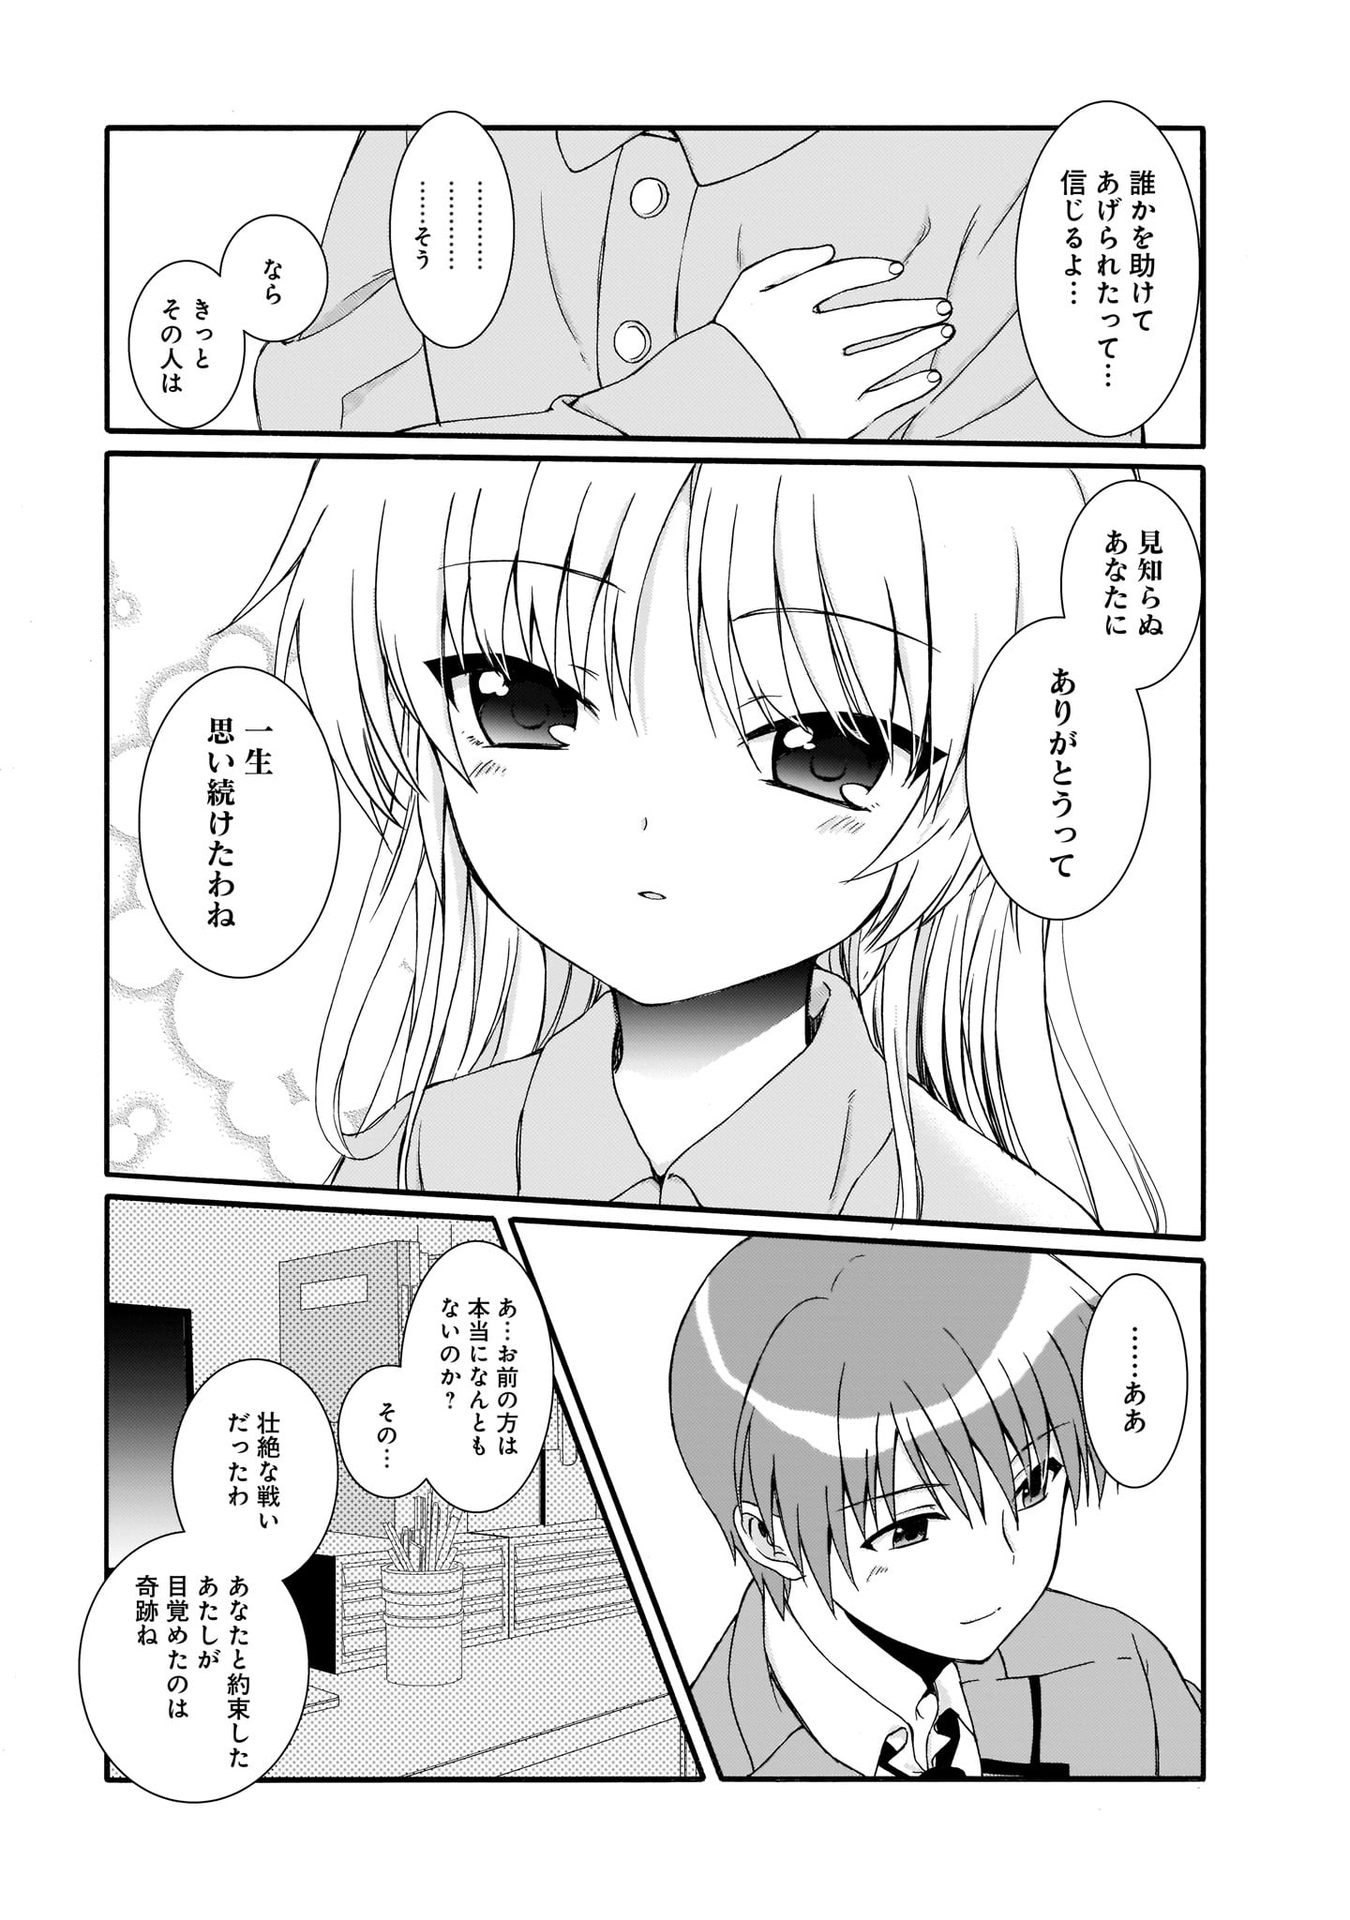 誰かを助けて
あげられたって…
信じるよ…
…………
…………
……そう
なら
きっと
その人は
見知らぬ
あなたに
ありがとうって
一生
思い続けたわね
……ああ
あ…お前の方は
本当になんとも
ないのか？
その…
壮絶な戦い
だったわ
あなたと約束した
あたしが
目覚めたのは
奇跡ね